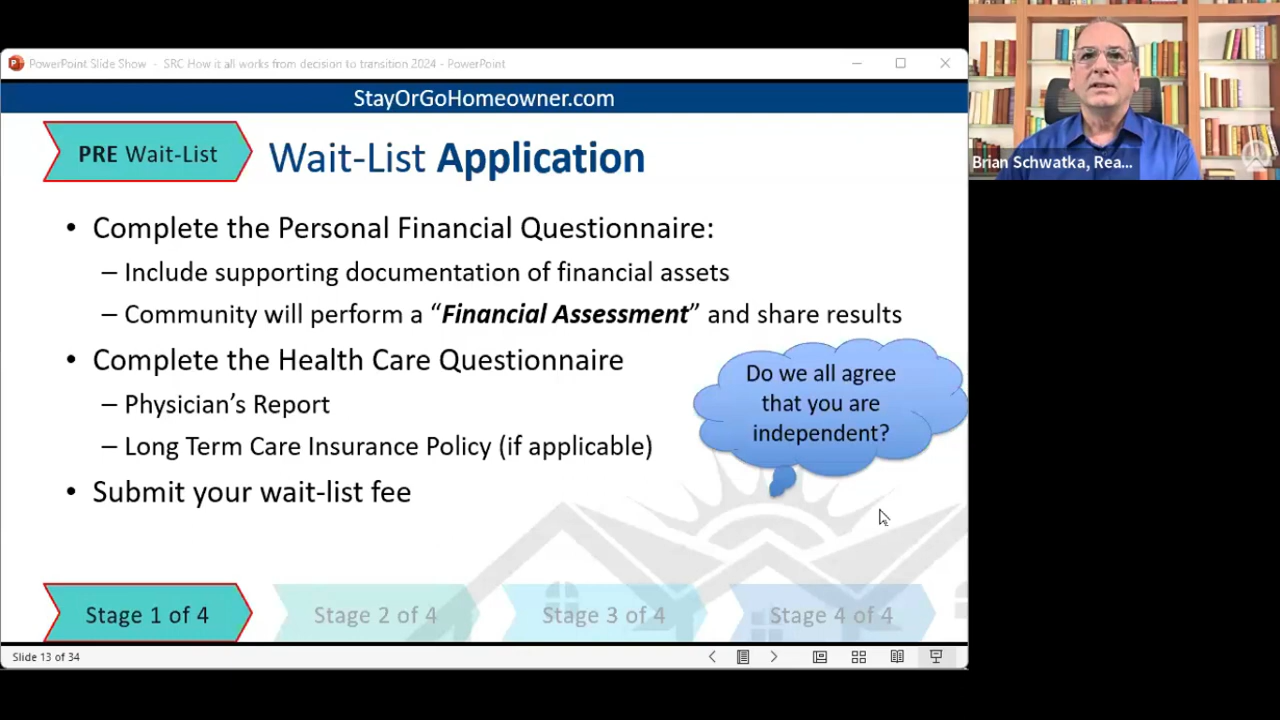 PowerPoint Slide Show - SRC How it all works from decision to transition 2024 - PowerPoint
StayOrGoHomeowner.com
PRE Wait-List
Wait-List Application
• Complete the Personal Financial Questionnaire:
– Include supporting documentation of financial assets
– Community will perform a “Financial Assessment” and share results
• Complete the Health Care Questionnaire
– Physician’s Report
– Long Term Care Insurance Policy (if applicable)
• Submit your wait-list fee
Do we all agree
that you are
independent?
Stage 1 of 4
Stage 2 of 4
Stage 3 of 4
Stage 4 of 4
Slide 13 of 34
Brian Schwatka, Rea...